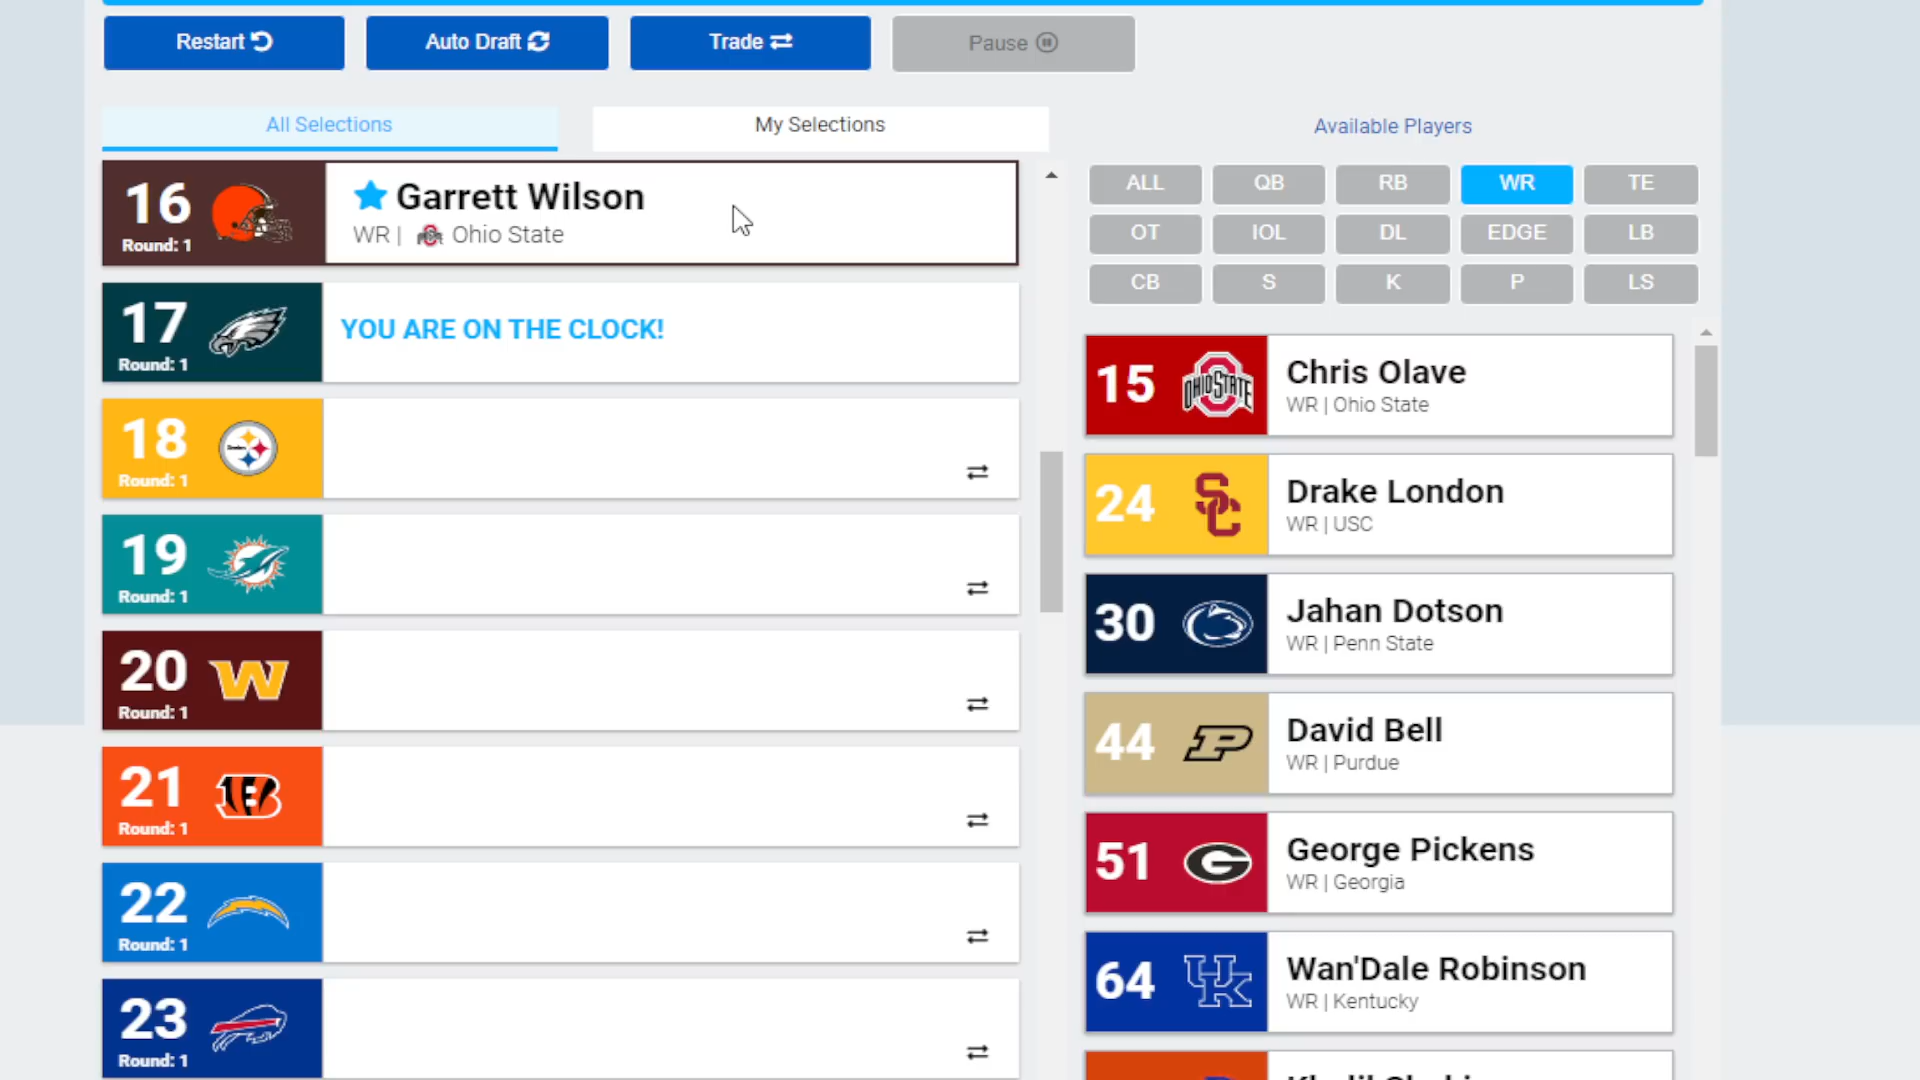 Restart
Auto Draft
Trade
Pause
All Selections
My Selections
Available Players
16
Round: 1
Garrett Wilson
WR | Ohio State
17
Round: 1
YOU ARE ON THE CLOCK!
18
Round: 1
19
Round: 1
20
Round: 1
W
21
Round: 1
B
22
Round: 1
23
Round: 1
ALL
QB
RB
WR
TE
OT
IOL
DL
EDGE
LB
CB
S
K
P
LS
15
OHIO STATE
Chris Olave
WR | Ohio State
24
SC
Drake London
WR | USC
30
Jahan Dotson
WR | Penn State
44
P
David Bell
WR | Purdue
51
G
George Pickens
WR | Georgia
64
UK
Wan'Dale Robinson
WR | Kentucky